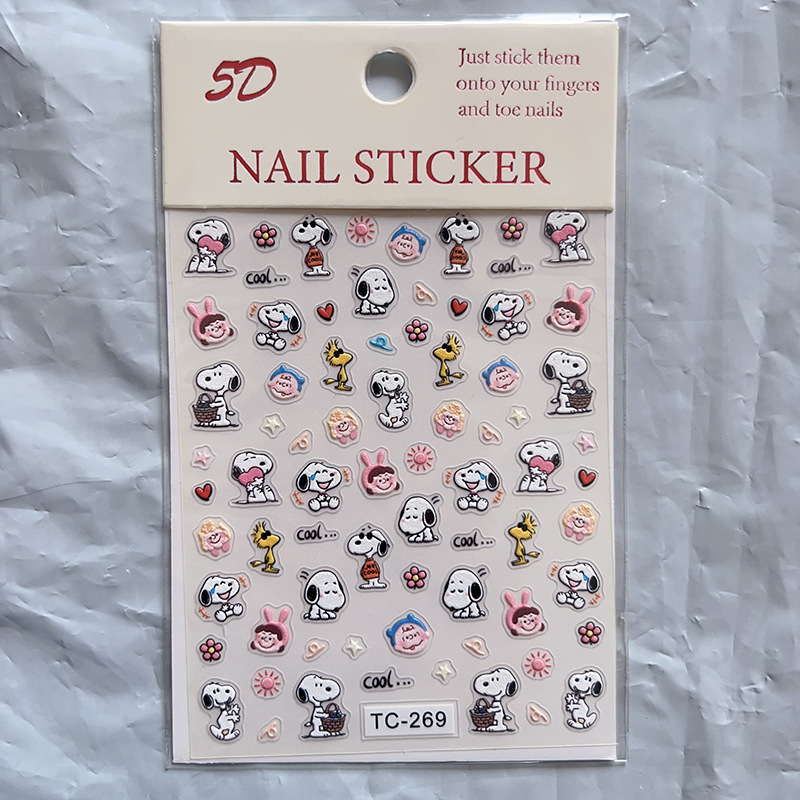 5D
Just stick them
onto your fingers
and toe nails
NAIL STICKER
cool...
cool...
cool...
cool...
cool...
TC-269